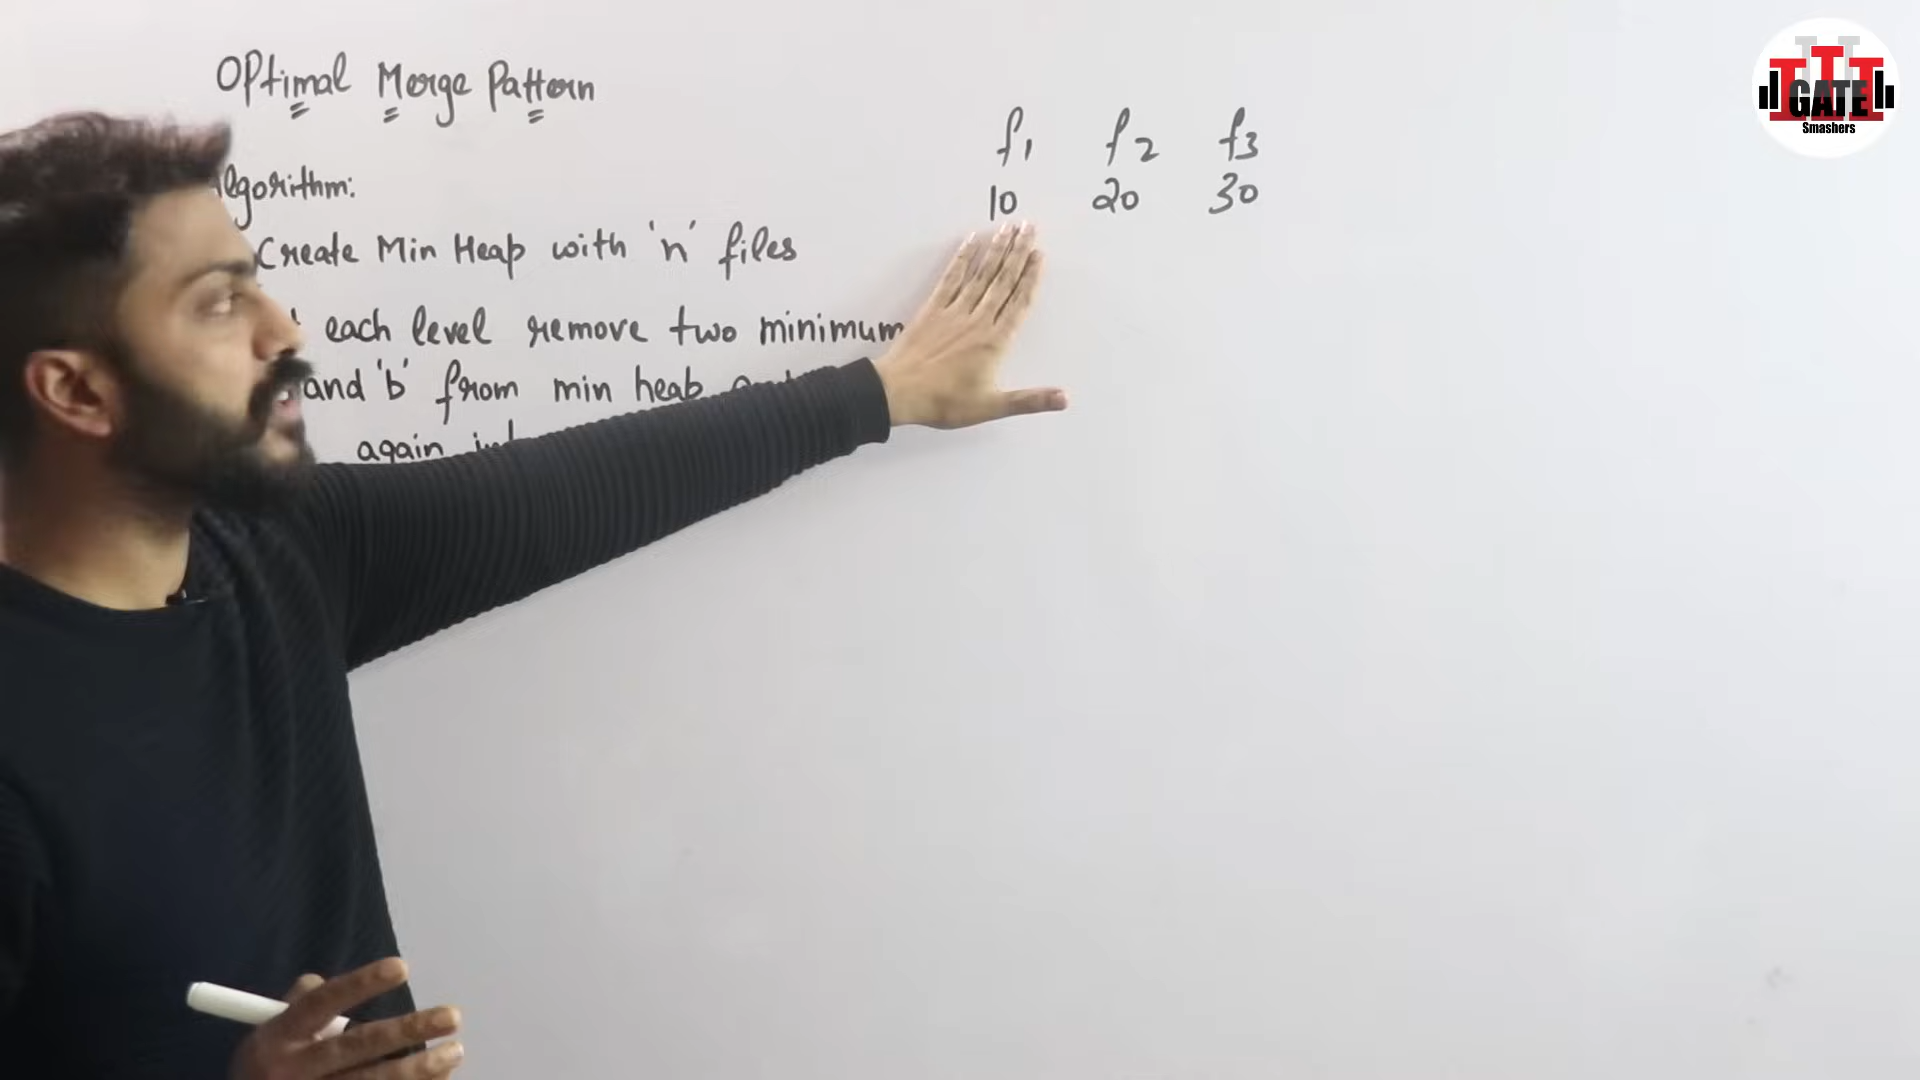 Optimal Merge Pattern
lgorithm:
Create Min Heap with 'n' files
each level remove two minimum
and 'b' from min heap
again
f1 f2 f3
10 20 30
GATE
Smashers